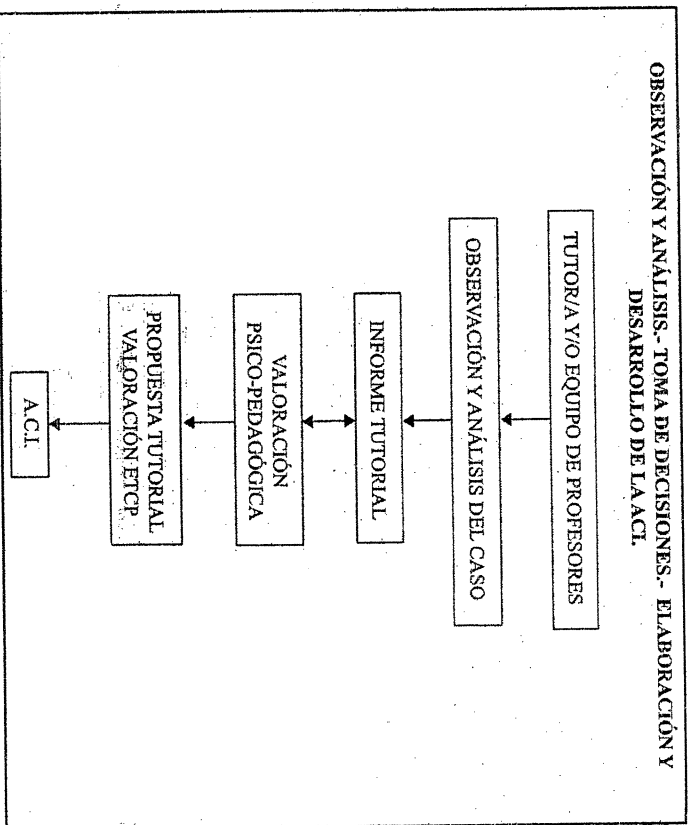 OBSERVACIÓN Y ANÁLISIS.- TOMA DE DECISIONES.- ELABORACIÓN Y
DESARROLLO DE LA ACI.
TUTOR/A Y/O EQUIPO DE PROFESORES
OBSERVACIÓN Y ANÁLISIS DEL CASO
INFORME TUTORIAL
VALORACIÓN
PSICO-PEDAGÓGICA
PROPUESTA TUTORIAL
VALORACIÓN ETCP
A.C.I.